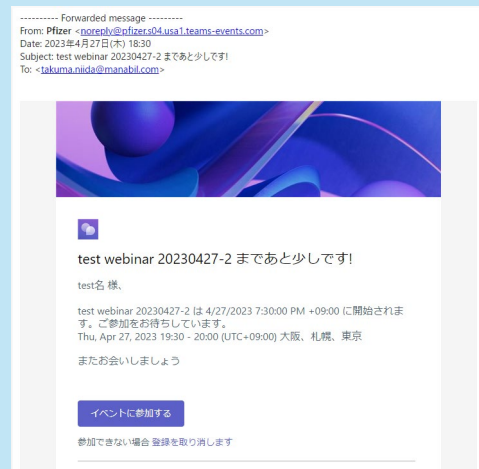 ---------- Forwarded message ---------
From: Pfizer <noreply@pfizer.s04.usa1.teams-events.com>
Date: 2023年4月27日(木) 18:30
Subject: test webinar 20230427-2 まであと少しです!
To: <takuma.niida@manabil.com>
test webinar 20230427-2 まであと少しです!
test名 様、
test webinar 20230427-2 は 4/27/2023 7:30:00 PM +09:00 に開始されま
す。ご参加をお待ちしています。
Thu, Apr 27, 2023 19:30 - 20:00 (UTC+09:00) 大阪、札幌、東京
またお会いしましょう
イベントに参加する
参加できない場合 登録を取り消します